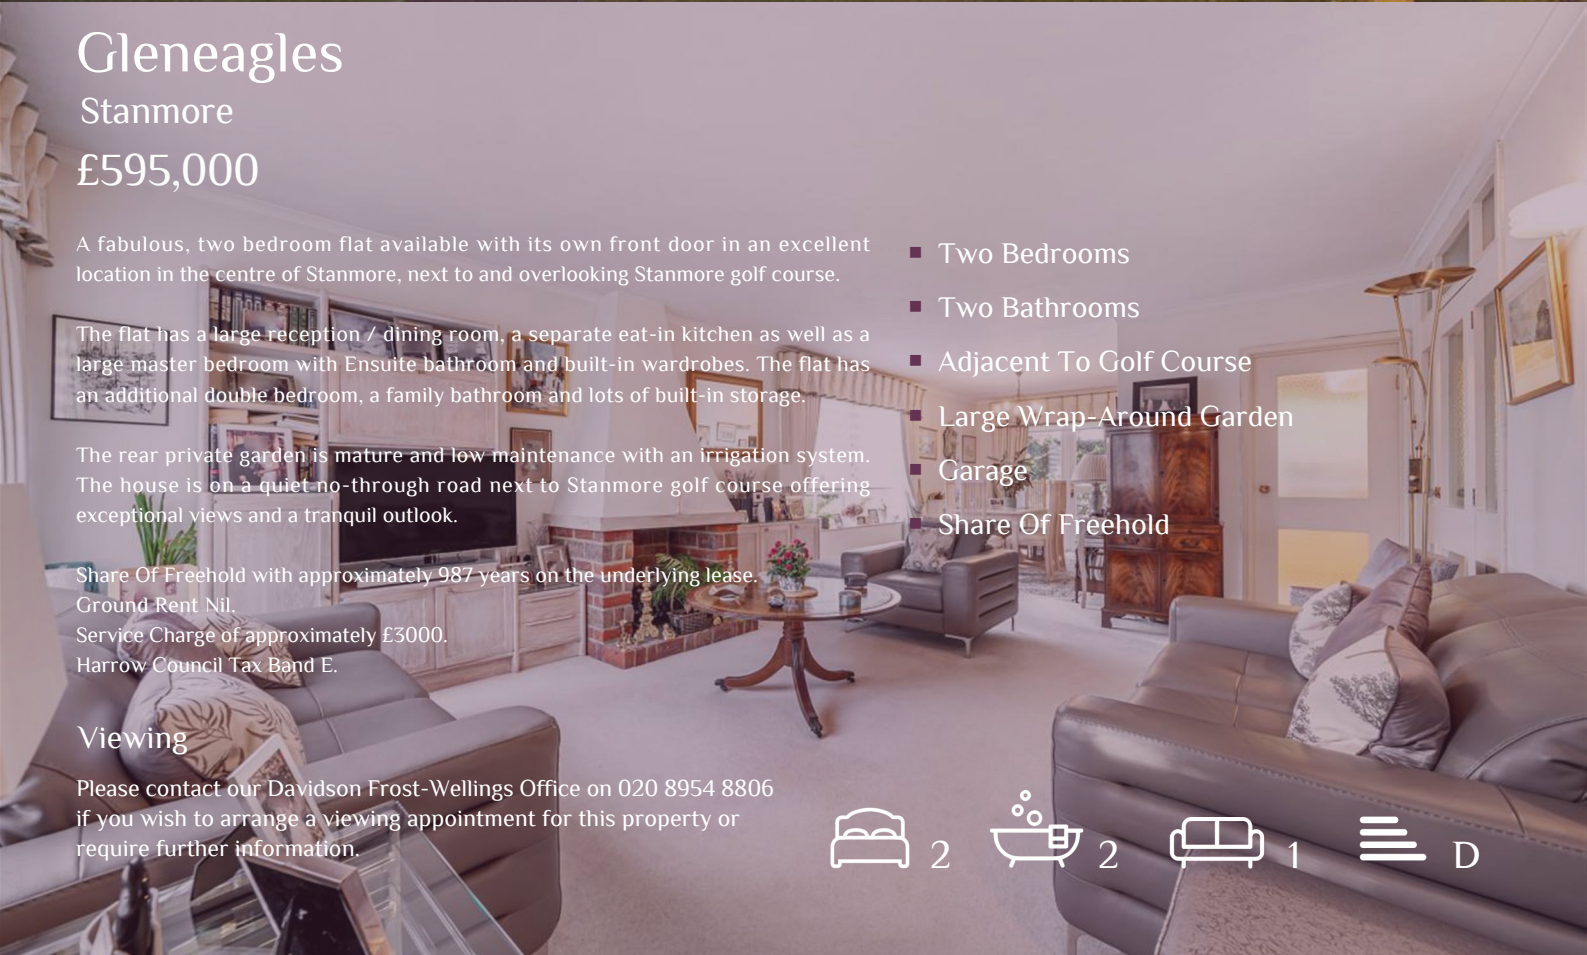 Gleneagles
Stanmore
£595,000
A fabulous, two bedroom flat available with its own front door in an excellent
location in the centre of Stanmore, next to and overlooking Stanmore golf course.
The flat has a large reception / dining room, a separate eat-in kitchen as well as a
large master bedroom with Ensuite bathroom and built-in wardrobes. The flat has
an additional double bedroom, a family bathroom and lots of built-in storage.
The rear private garden is mature and low maintenance with an irrigation system.
The house is on a quiet no-through road next to Stanmore golf course offering
exceptional views and a tranquil outlook.
Share Of Freehold with approximately 987 years on the underlying lease.
Ground Rent Nil.
Service Charge of approximately £3000.
Harrow Council Tax Band E.
Viewing
Please contact our Davidson Frost-Wellings Office on 020 8954 8806
if you wish to arrange a viewing appointment for this property or
require further information.
Two Bedrooms
Two Bathrooms
Adjacent To Golf Course
Large Wrap-Around Garden
Garage
Share Of Freehold
2 2 1 D